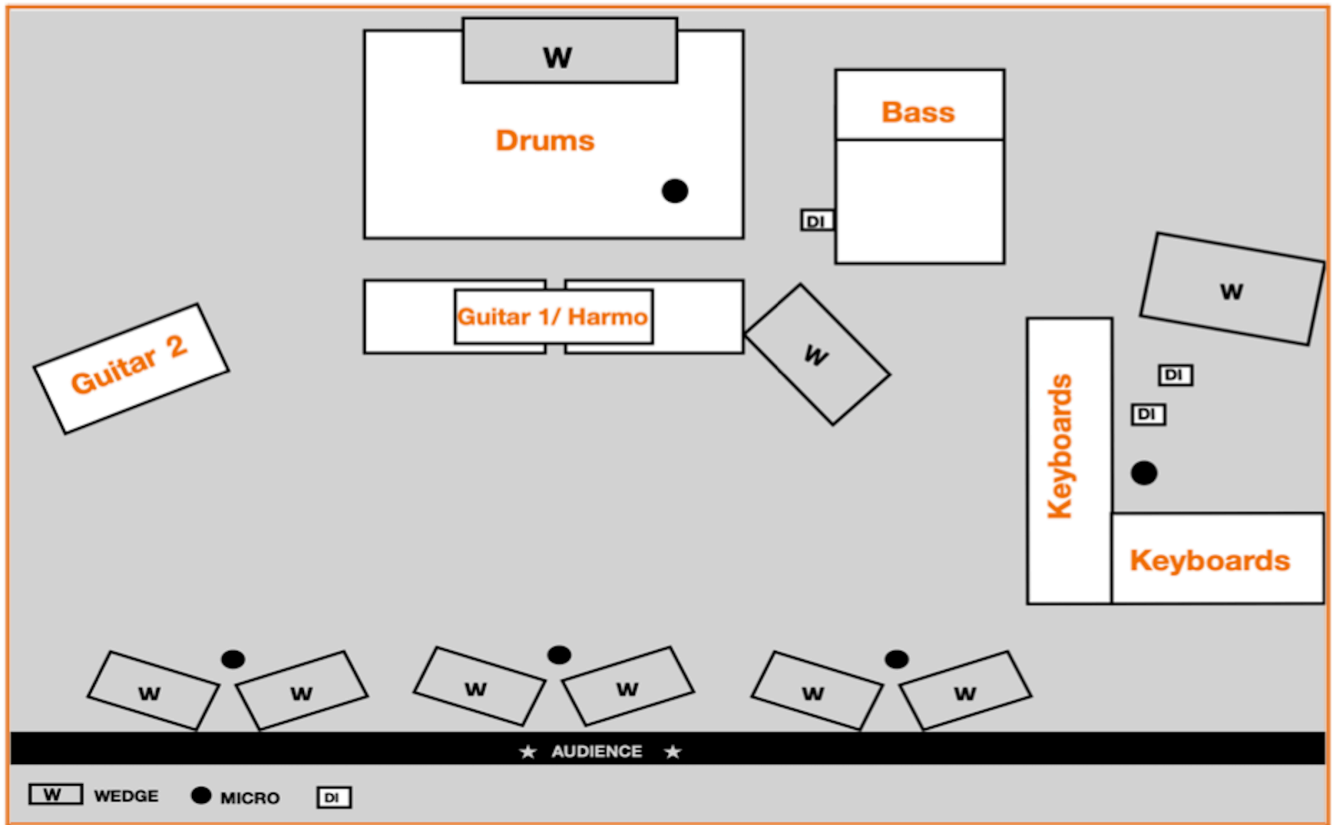 W
Drums
Bass
DI
W
Guitar 1/ Harmo
Guitar 2
W
DI
DI
Keyboards
Keyboards
W
W
W
W
W
W
AUDIENCE
W WEDGE MICRO DI